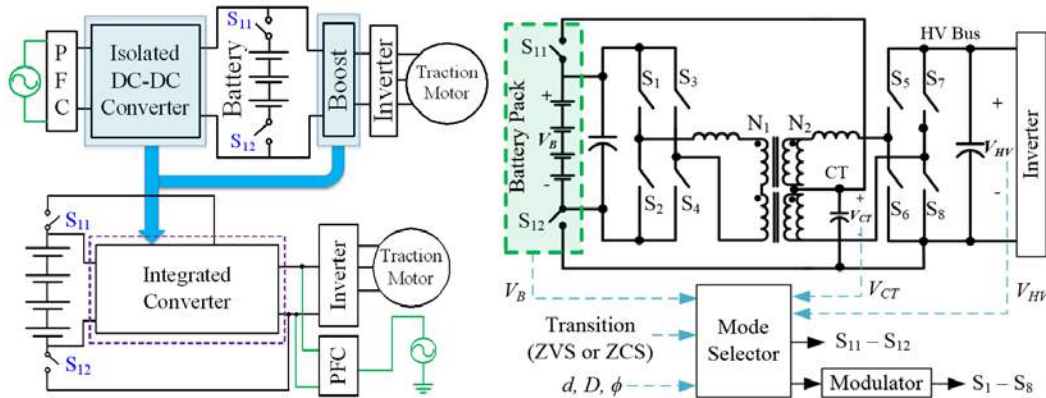 S11
P
F
C
Isolated
DC-DC
Converter
Battery
S12
Boost
Inverter
Traction
Motor
S11
Integrated
Converter
S12
Inverter
Traction
Motor
PFC
Battery Pack
S11
+
VB
-
S12
S1
S3
S2
S4
N1
N2
CT
+
VCT
-
HV Bus
S5
S7
S6
S8
+
VHV
-
Inverter
VB
VCT
VHV
Transition
(ZVS or ZCS)
d, D, ϕ
Mode
Selector
S11 – S12
Modulator
S1 – S8